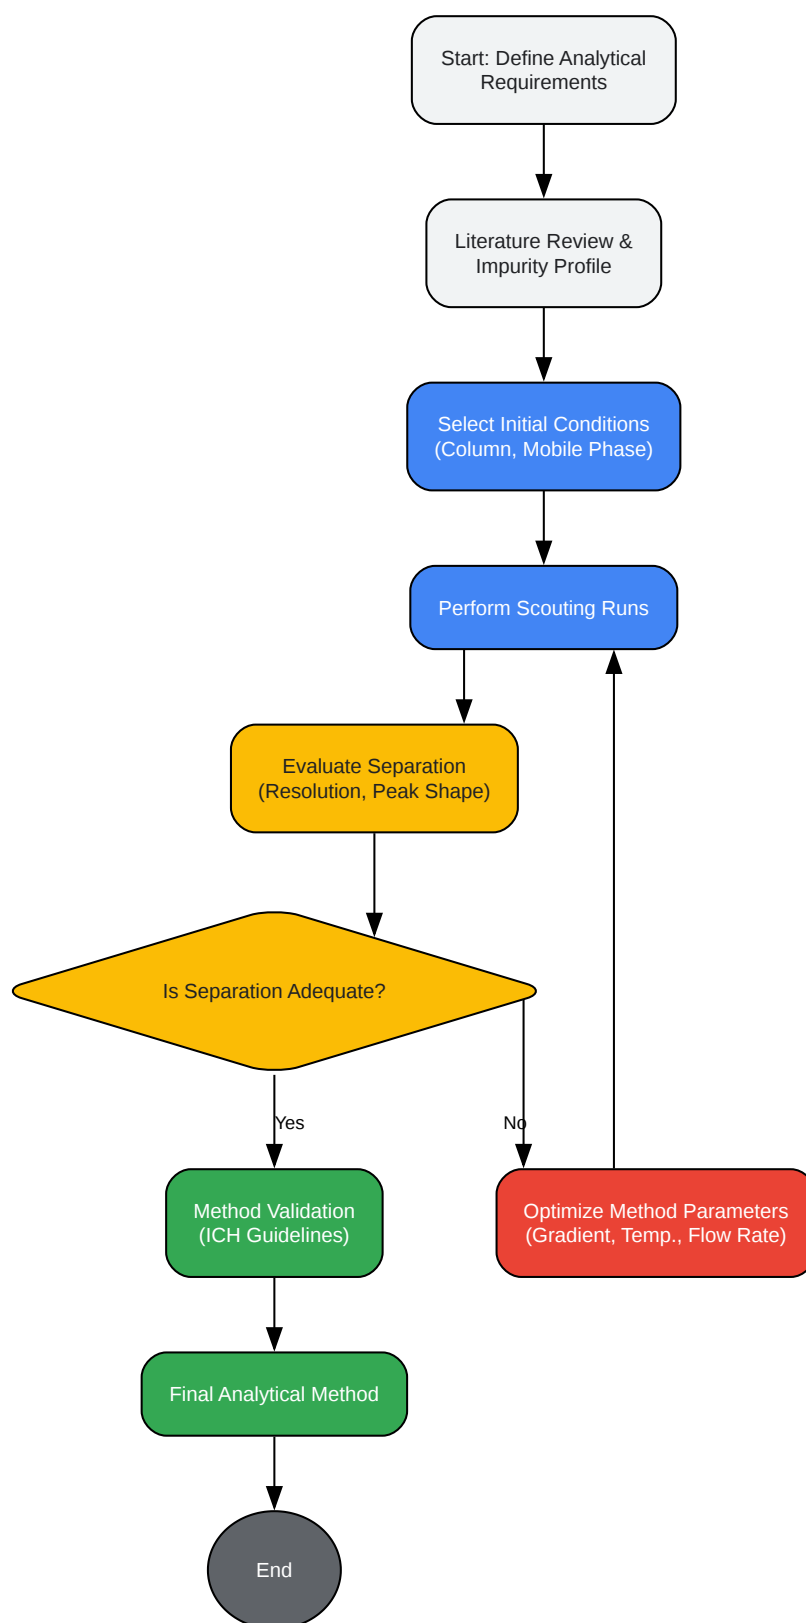 Start: Define Analytical
Requirements
Literature Review &
Impurity Profile
Select Initial Conditions
(Column, Mobile Phase)
Perform Scouting Runs
Evaluate Separation
(Resolution, Peak Shape)
Is Separation Adequate?
Yes
No
Method Validation
(ICH Guidelines)
Optimize Method Parameters
(Gradient, Temp., Flow Rate)
Final Analytical Method
End